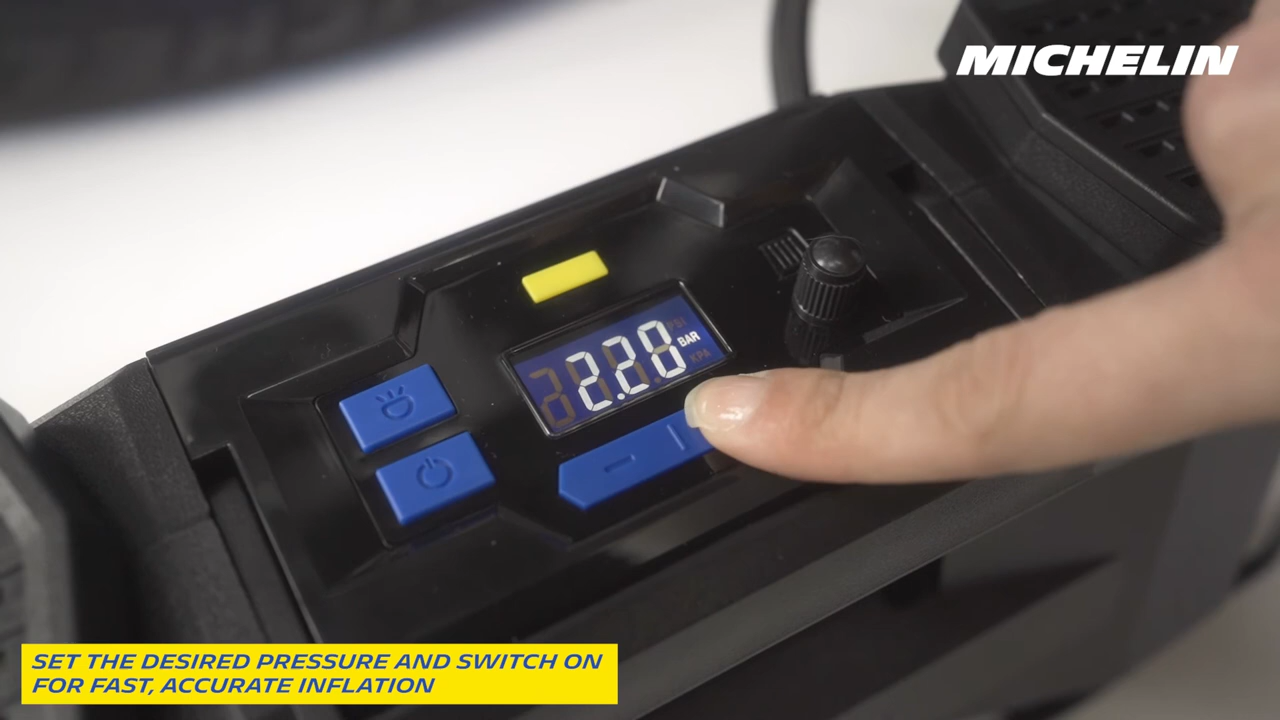 MICHELIN
2.28
PSI
BAR
KPA
SET THE DESIRED PRESSURE AND SWITCH ON
FOR FAST, ACCURATE INFLATION